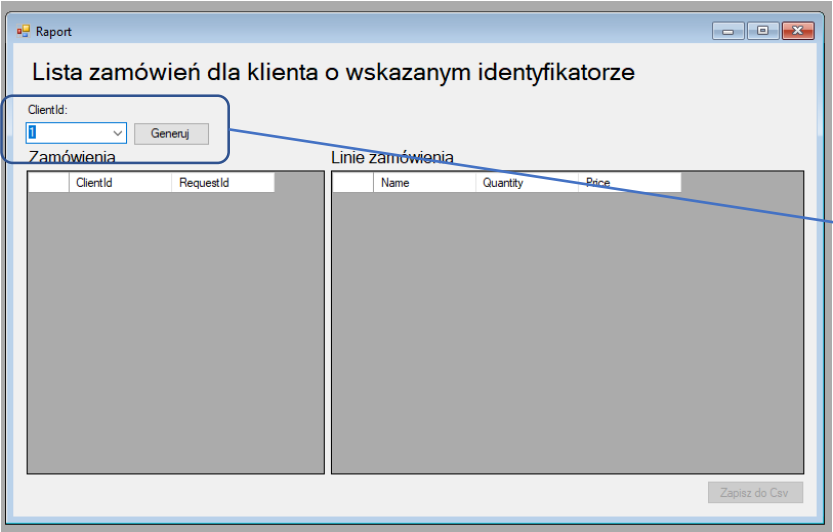 Raport
Lista zamówień dla klienta o wskazanym identyfikatorze
ClientId:
1
Generuj
Zamówienia
Linie zamówienia
ClientId RequestId
Name Quantity Price
Zapisz do Csv